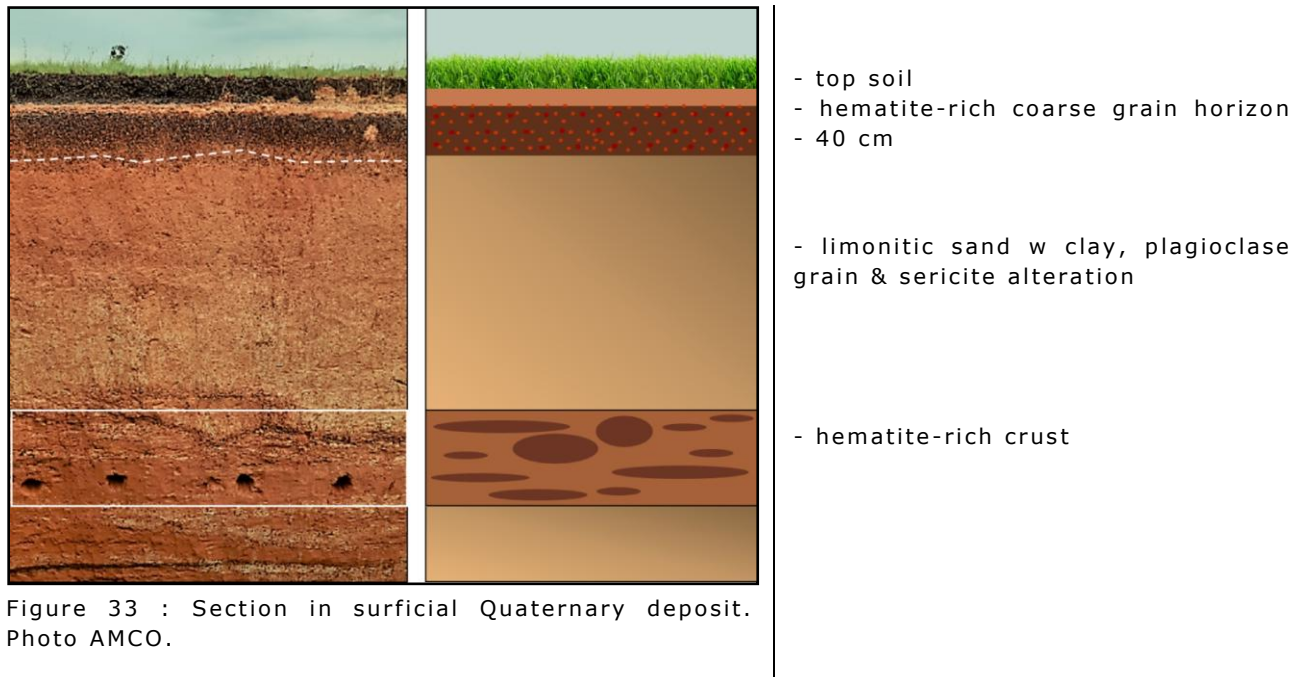 - top soil
- hematite-rich coarse grain horizon
- 40 cm
- limonitic sand w clay, plagioclase
grain & sericite alteration
- hematite-rich crust
Figure 33 : Section in surficial Quaternary deposit.
Photo AMCO.